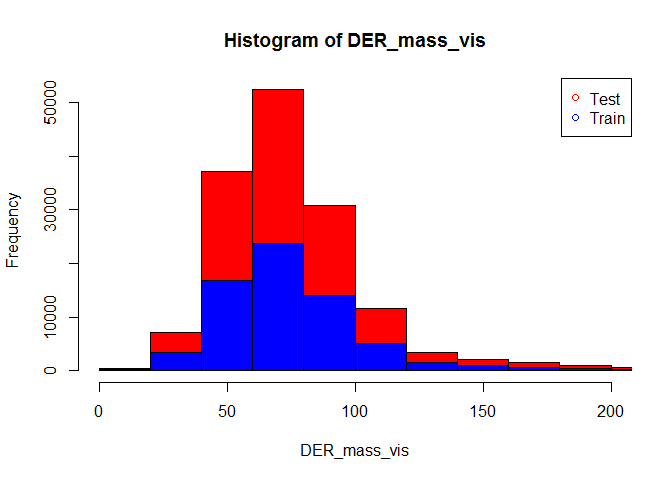 Histogram of DER_mass_vis
Test
Train
Frequency
50000
30000
10000
0
0 50 100 150 200
DER_mass_vis